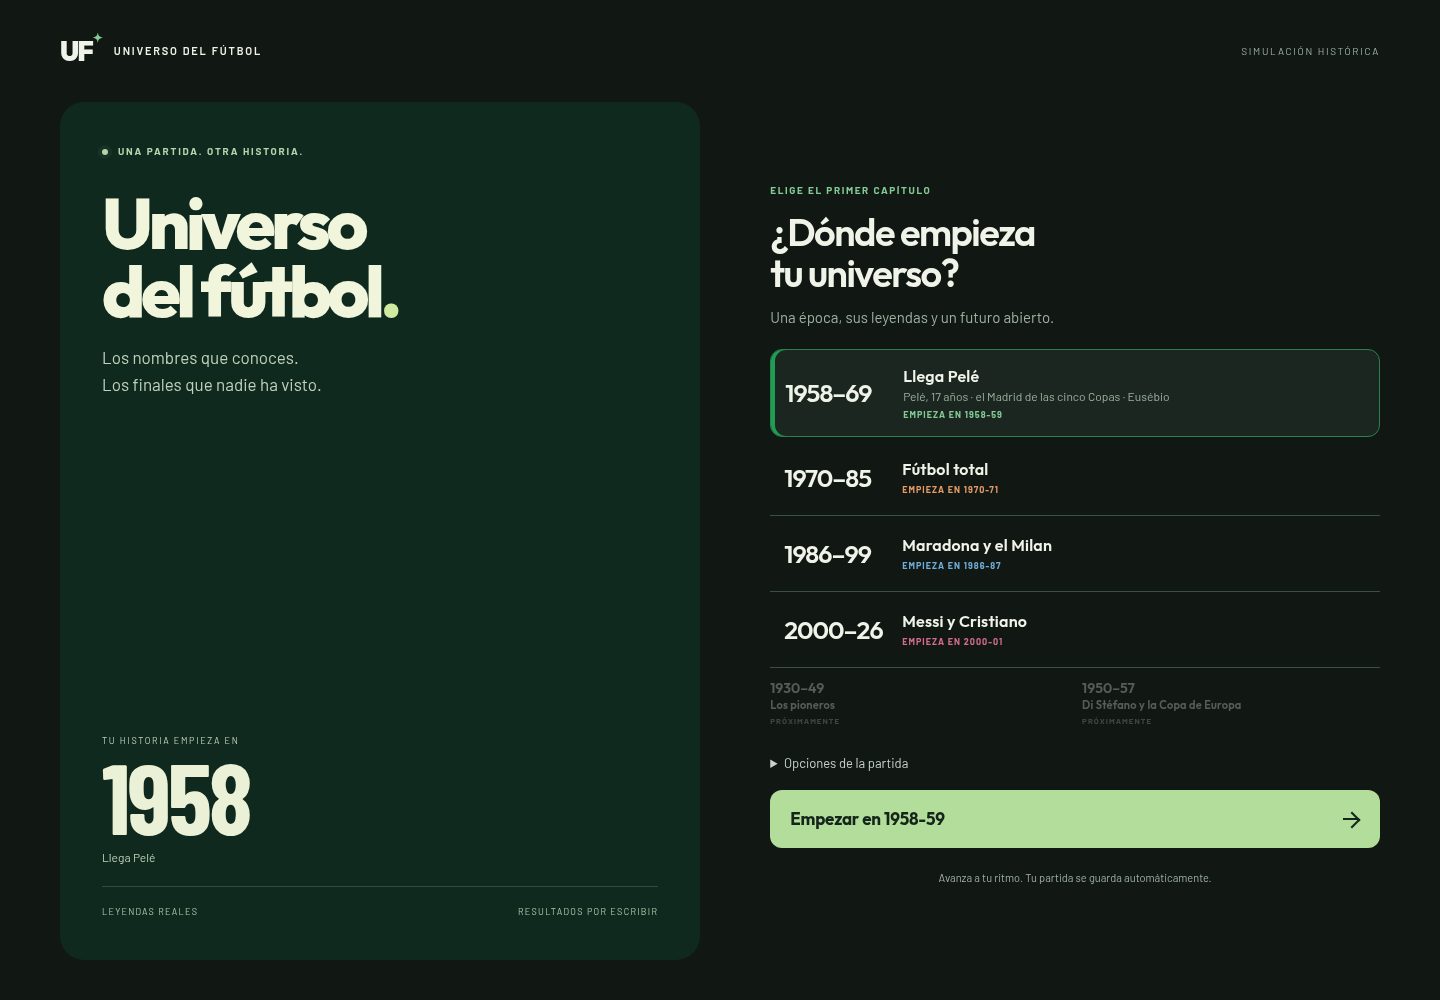 UF UNIVERSO DEL FÚTBOL
SIMULACIÓN HISTÓRICA
UNA PARTIDA. OTRA HISTORIA.
Universo
del fútbol.
Los nombres que conoces.
Los finales que nadie ha visto.
TU HISTORIA EMPIEZA EN
1958
Llega Pelé
LEYENDAS REALES
RESULTADOS POR ESCRIBIR
ELIGE EL PRIMER CAPÍTULO
¿Dónde empieza
tu universo?
Una época, sus leyendas y un futuro abierto.
1958–69
Llega Pelé
Pelé, 17 años · el Madrid de las cinco Copas · Eusébio
EMPIEZA EN 1958-59
1970–85
Fútbol total
EMPIEZA EN 1970-71
1986–99
Maradona y el Milan
EMPIEZA EN 1986-87
2000–26
Messi y Cristiano
EMPIEZA EN 2000-01
1930–49
Los pioneros
PRÓXIMAMENTE
1950–57
Di Stéfano y la Copa de Europa
PRÓXIMAMENTE
Opciones de la partida
Empezar en 1958-59
Avanza a tu ritmo. Tu partida se guarda automáticamente.